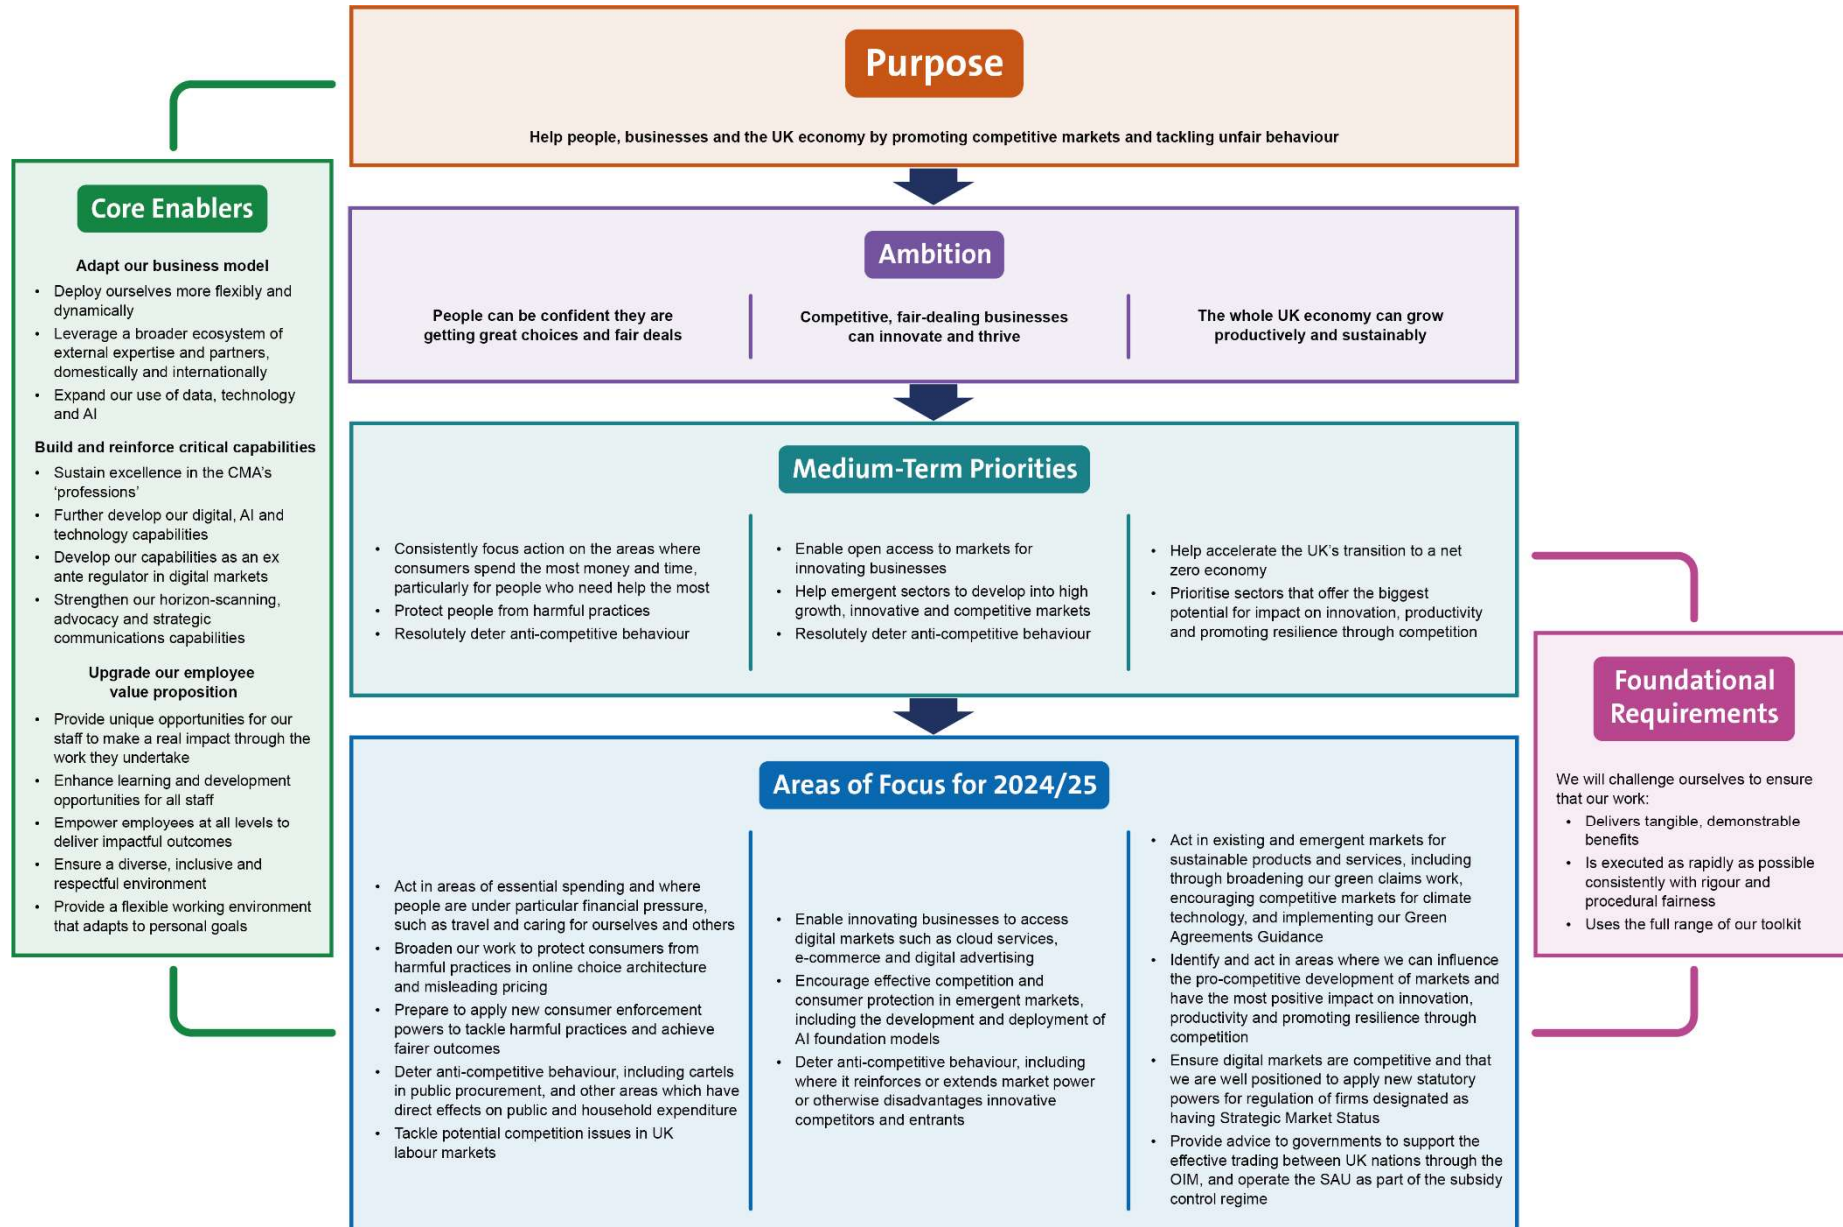 Purpose
Help people, businesses and the UK economy by promoting competitive markets and tackling unfair behaviour
Core Enablers
Adapt our business model
• Deploy ourselves more flexibly and
dynamically
• Leverage a broader ecosystem of
external expertise and partners,
domestically and internationally
• Expand our use of data, technology
and AI
Build and reinforce critical capabilities
• Sustain excellence in the CMA's
'professions'
• Further develop our digital, AI and
technology capabilities
• Develop our capabilities as an ex
ante regulator in digital markets
• Strengthen our horizon-scanning,
advocacy and strategic
communications capabilities
Upgrade our employee
value proposition
• Provide unique opportunities for our
staff to make a real impact through the
work they undertake
• Enhance learning and development
opportunities for all staff
• Empower employees at all levels to
deliver impactful outcomes
• Ensure a diverse, inclusive and
respectful environment
• Provide a flexible working environment
that adapts to personal goals
Ambition
People can be confident they are
getting great choices and fair deals
Competitive, fair-dealing businesses
can innovate and thrive
The whole UK economy can grow
productively and sustainably
Medium-Term Priorities
• Consistently focus action on the areas where
consumers spend the most money and time,
particularly for people who need help the most
• Protect people from harmful practices
• Resolutely deter anti-competitive behaviour
• Enable open access to markets for
innovating businesses
• Help emergent sectors to develop into high
growth, innovative and competitive markets
• Resolutely deter anti-competitive behaviour
• Help accelerate the UK's transition to a net
zero economy
• Prioritise sectors that offer the biggest
potential for impact on innovation, productivity
and promoting resilience through competition
Areas of Focus for 2024/25
• Act in areas of essential spending and where
people are under particular financial pressure,
such as travel and caring for ourselves and others
• Broaden our work to protect consumers from
harmful practices in online choice architecture
and misleading pricing
• Prepare to apply new consumer enforcement
powers to tackle harmful practices and achieve
fairer outcomes
• Deter anti-competitive behaviour, including cartels
in public procurement, and other areas which have
direct effects on public and household expenditure
• Tackle potential competition issues in UK
labour markets
• Enable innovating businesses to access
digital markets such as cloud services,
e-commerce and digital advertising
• Encourage effective competition and
consumer protection in emergent markets,
including the development and deployment of
AI foundation models
• Deter anti-competitive behaviour, including
where it reinforces or extends market power
or otherwise disadvantages innovative
competitors and entrants
• Act in existing and emergent markets for
sustainable products and services, including
through broadening our green claims work,
encouraging competitive markets for climate
technology, and implementing our Green
Agreements Guidance
• Identify and act in areas where we can influence
the pro-competitive development of markets and
have the most positive impact on innovation,
productivity and promoting resilience through
competition
• Ensure digital markets are competitive and that
we are well positioned to apply new statutory
powers for regulation of firms designated as
having Strategic Market Status
• Provide advice to governments to support the
effective trading between UK nations through the
OIM, and operate the SAU as part of the subsidy
control regime
Foundational
Requirements
We will challenge ourselves to ensure
that our work:
• Delivers tangible, demonstrable
benefits
• Is executed as rapidly as possible
consistently with rigour and
procedural fairness
• Uses the full range of our toolkit